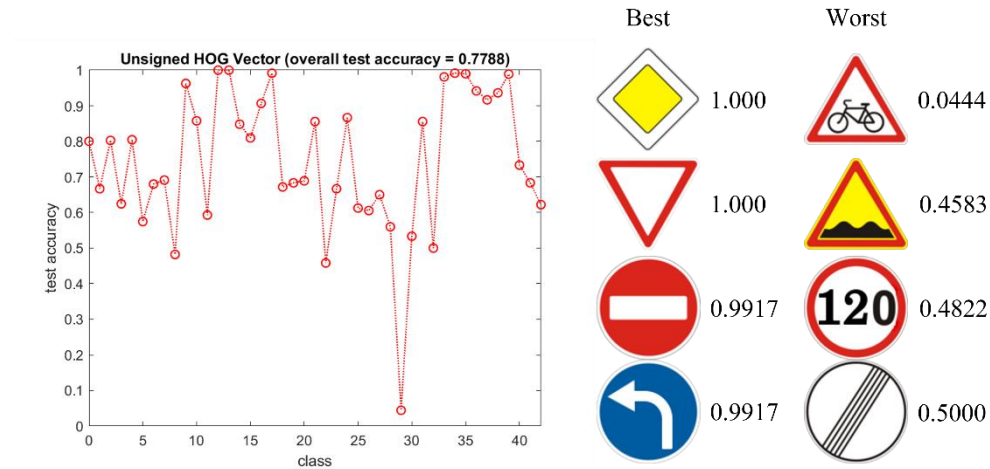 Best Worst
Unsigned HOG Vector (overall test accuracy = 0.7788)
1
0.9
0.8
0.7
0.6
0.5
0.4
0.3
0.2
0.1
0
test accuracy
0 5 10 15 20 25 30 35 40
class
1.000 0.0444
1.000 0.4583
0.9917 120 0.4822
0.9917 0.5000